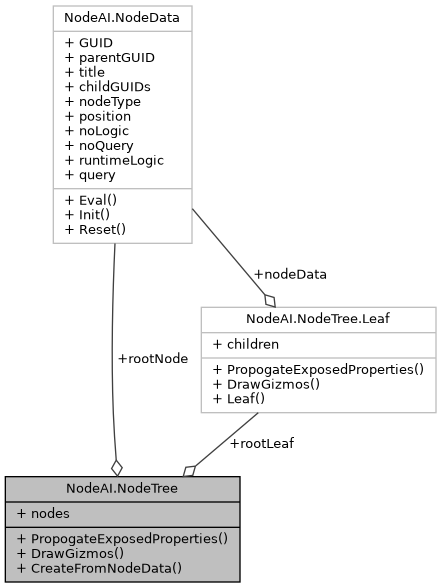 NodeAI.NodeData
+ GUID
+ parentGUID
+ title
+ childGUIDs
+ nodeType
+ position
+ noLogic
+ noQuery
+ runtimeLogic
+ query
+ Eval()
+ Init()
+ Reset()
+nodeData
NodeAI.NodeTree.Leaf
+ children
+ PropogateExposedProperties()
+ DrawGizmos()
+ Leaf()
+rootNode
+rootLeaf
NodeAI.NodeTree
+ nodes
+ PropogateExposedProperties()
+ DrawGizmos()
+ CreateFromNodeData()